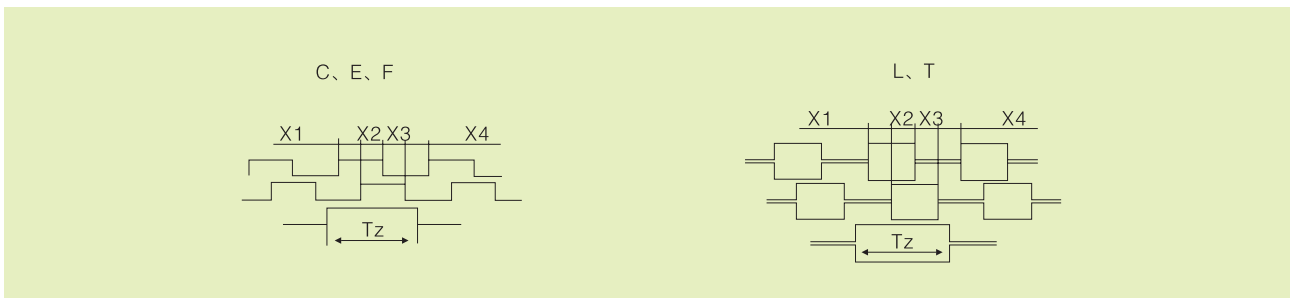 C、E、F
L、T
X1 X2 X3 X4
X1 X2 X3 X4
Tz
Tz